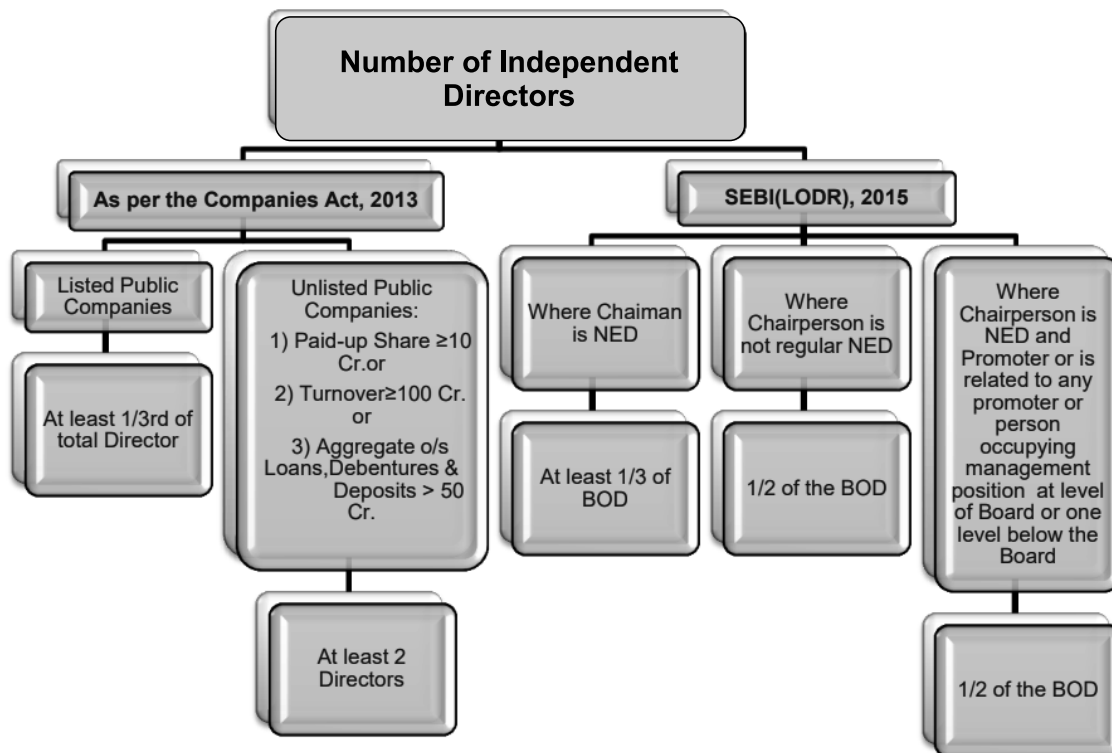 Number of Independent
Directors
As per the Companies Act, 2013
SEBI(LODR), 2015
Listed Public
Companies
At least 1/3rd of
total Director
Unlisted Public
Companies:
1) Paid-up Share ≥10
Cr.or
2) Turnover≥100 Cr.
or
3) Aggregate o/s
Loans,Debentures &
Deposits > 50
Cr.
At least 2
Directors
Where Chaiman
is NED
At least 1/3 of
BOD
Where
Chairperson is
not regular NED
1/2 of the BOD
Where
Chairperson is
NED and
Promoter or is
related to any
promoter or
person
occupying
management
position at level
of Board or one
level below the
Board
1/2 of the BOD